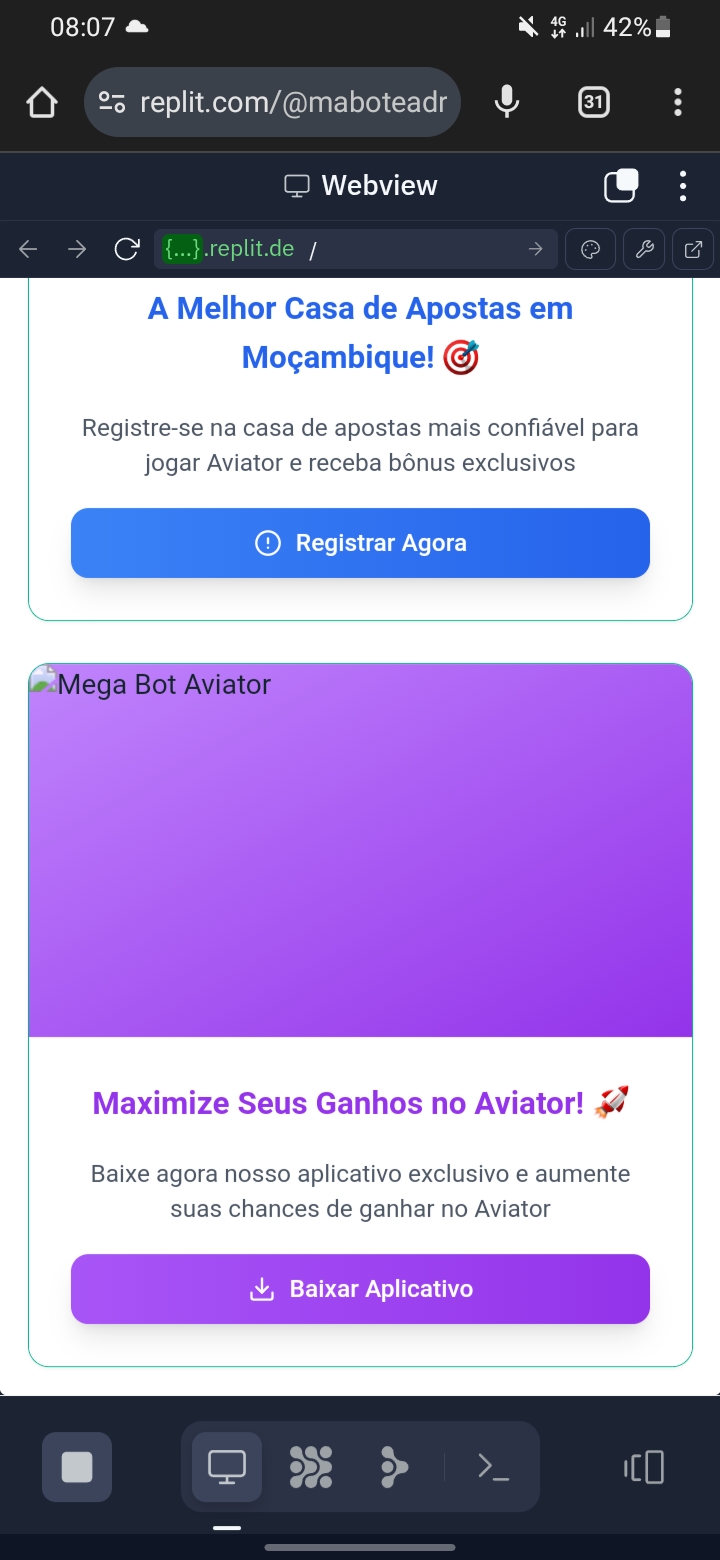 08:07
4G
42%
replit.com/@maboteadr
31
Webview
{...}.replit.de /
A Melhor Casa de Apostas em
Moçambique! 🎯
Registre-se na casa de apostas mais confiável para
jogar Aviator e receba bônus exclusivos
Registrar Agora
Mega Bot Aviator
Maximize Seus Ganhos no Aviator! 🚀
Baixe agora nosso aplicativo exclusivo e aumente
suas chances de ganhar no Aviator
Baixar Aplicativo